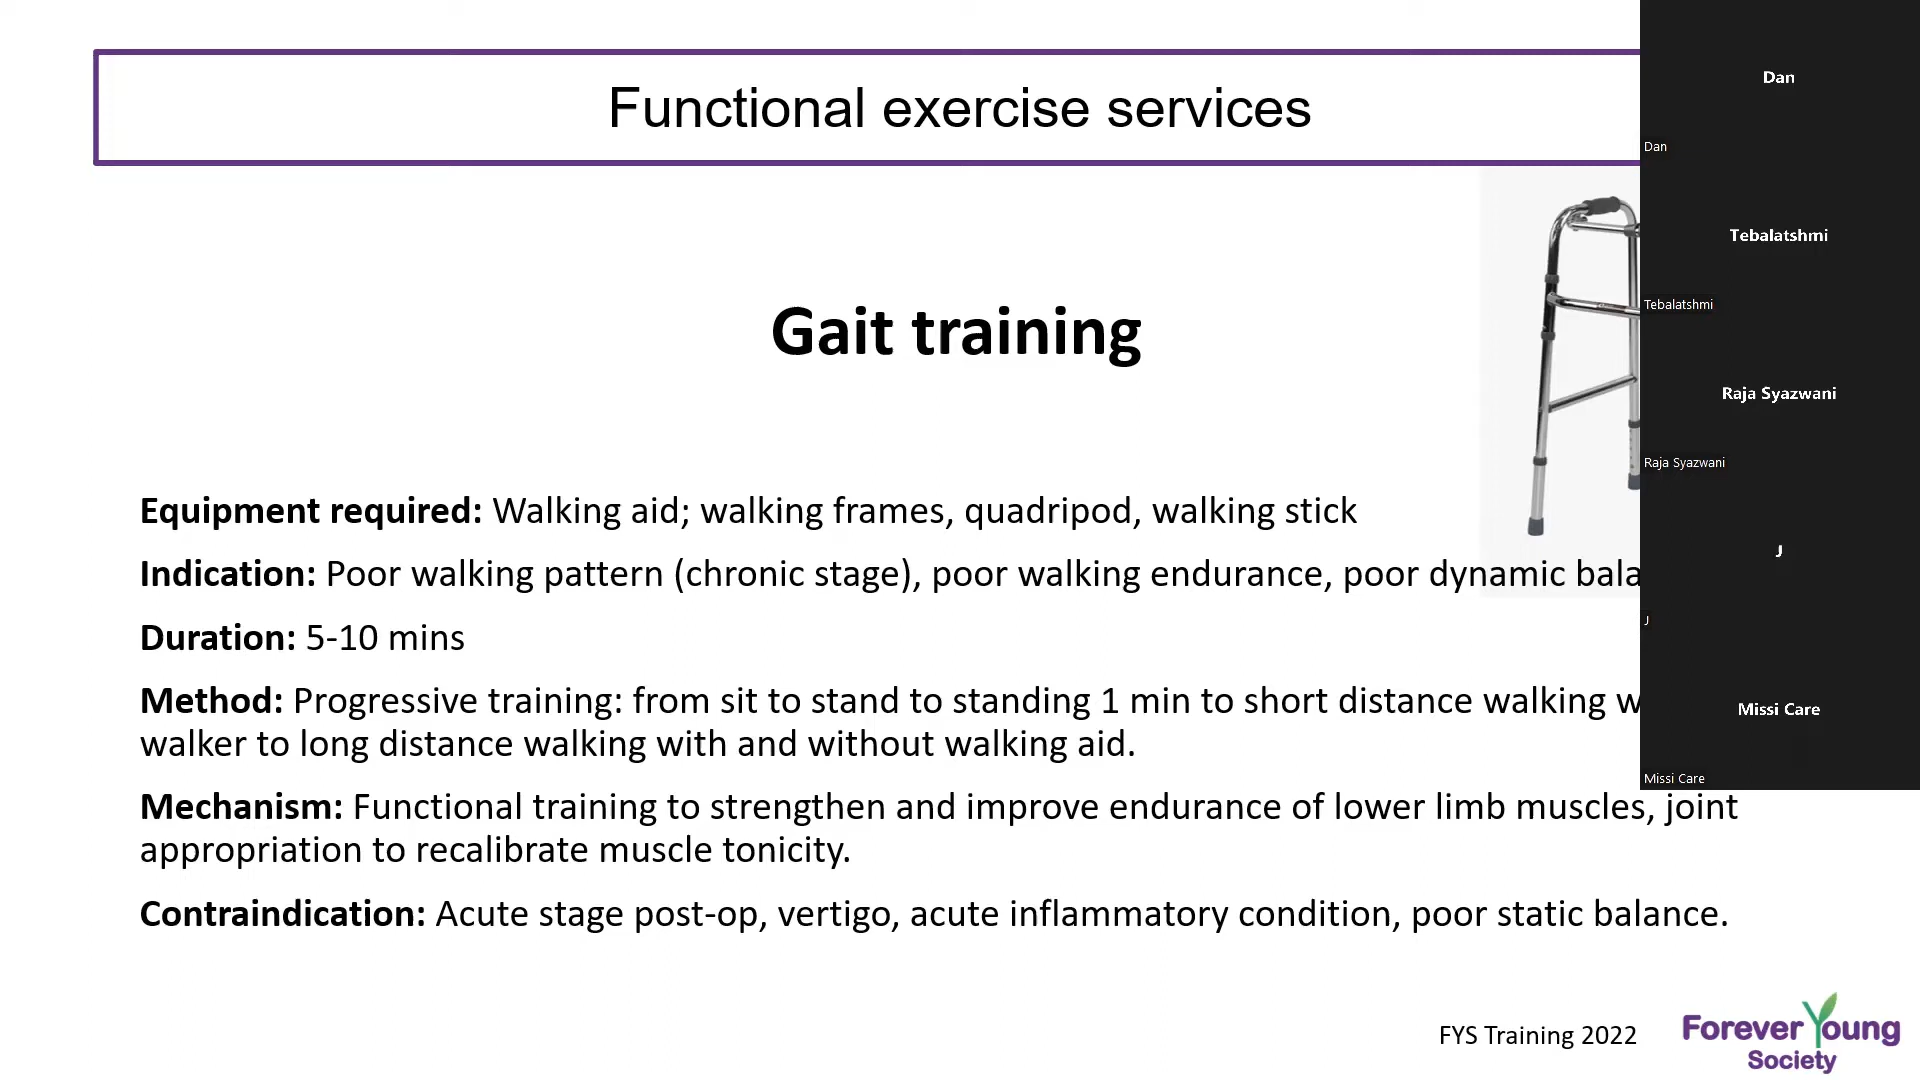 Functional exercise services
Gait training
Equipment required: Walking aid; walking frames, quadripod, walking stick
Indication: Poor walking pattern (chronic stage), poor walking endurance, poor dynamic
Duration: 5-10 mins
Method: Progressive training: from sit to stand to standing 1 min to short distance walking
walker to long distance walking with and without walking aid.
Mechanism: Functional training to strengthen and improve endurance of lower limb muscles, joint
appropriation to recalibrate muscle tonicity.
Contraindication: Acute stage post-op, vertigo, acute inflammatory condition, poor static balance.
FYS Training 2022
Forever Young
Society
Dan
Dan
Tebalatshmi
Tebalatshmi
Raja Syazwani
Raja Syazwani
J
J
Missi Care
Missi Care